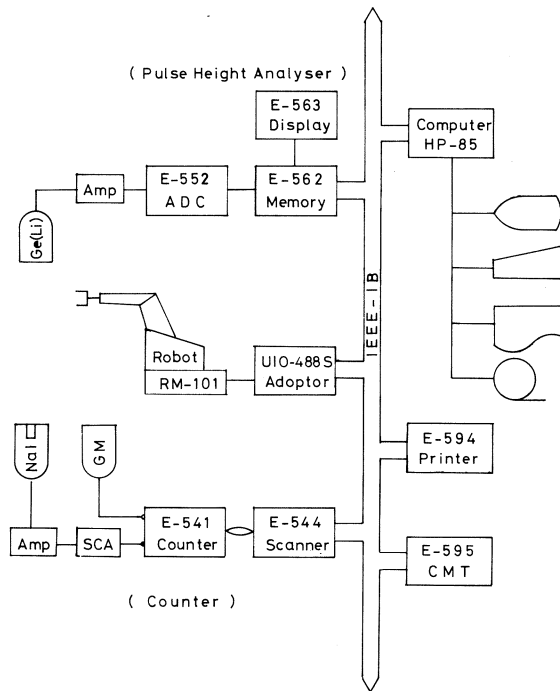 ( Pulse Height Analyser )
E-563
Display
Computer
HP-85
Amp
E-552
ADC
E-562
Memory
Ge(Li)
IEEE-IB
Robot
RM-101
UIO-488S
Adoptor
NaI
GM
E-594
Printer
Amp
SCA
E-541
Counter
E-544
Scanner
E-595
CMT
( Counter )